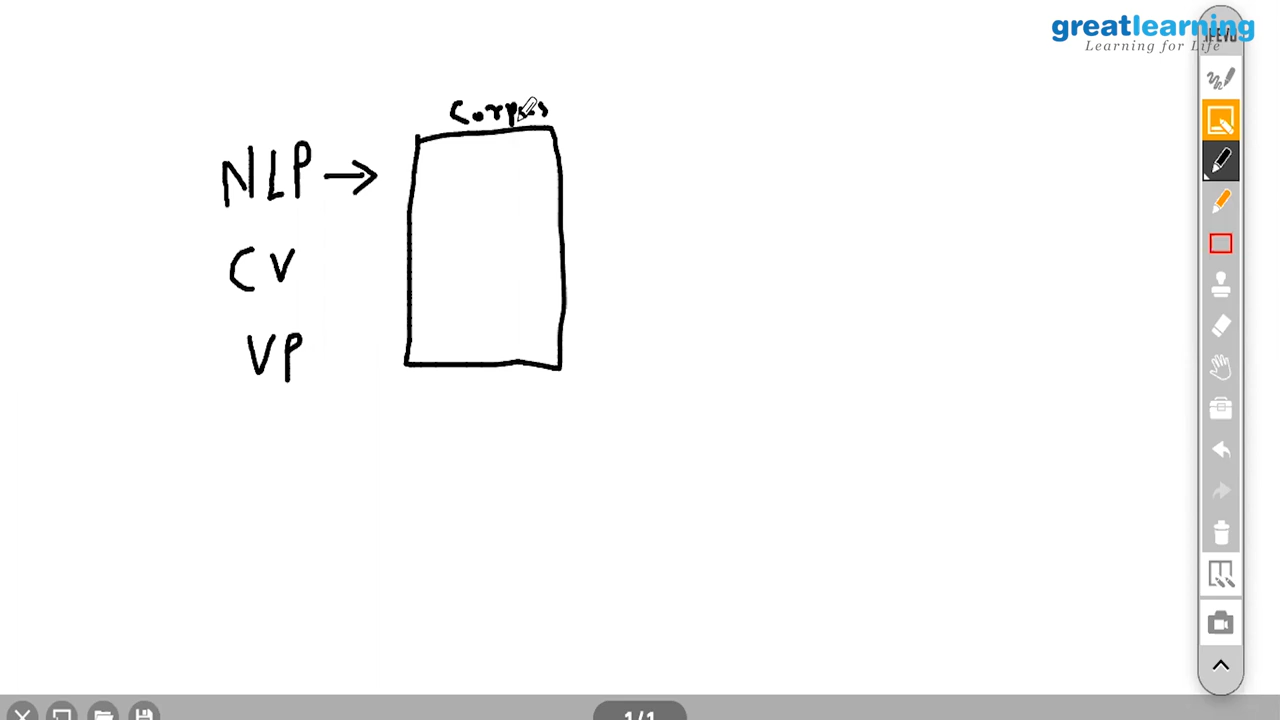 greatlearning
Learning for Life
Corpus
NLP →
CV
VP
1/1